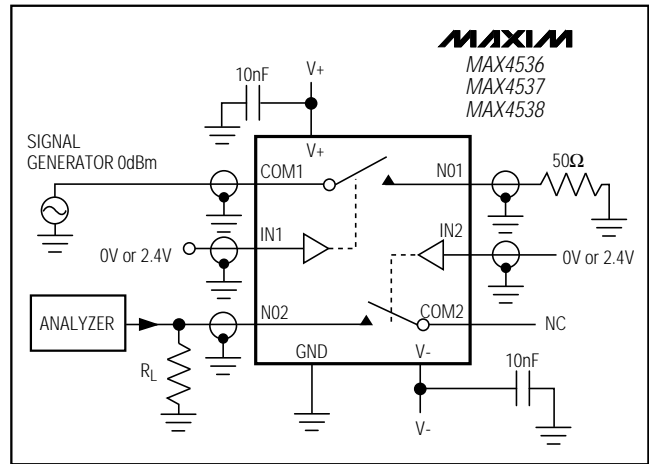 MAXIM
MAX4536
MAX4537
MAX4538
V+
10nF
V+
SIGNAL
GENERATOR 0dBm
COM1
N01
50Ω
IN1
IN2
0V or 2.4V
0V or 2.4V
ANALYZER
N02
COM2
NC
RL
GND
V-
10nF
V-